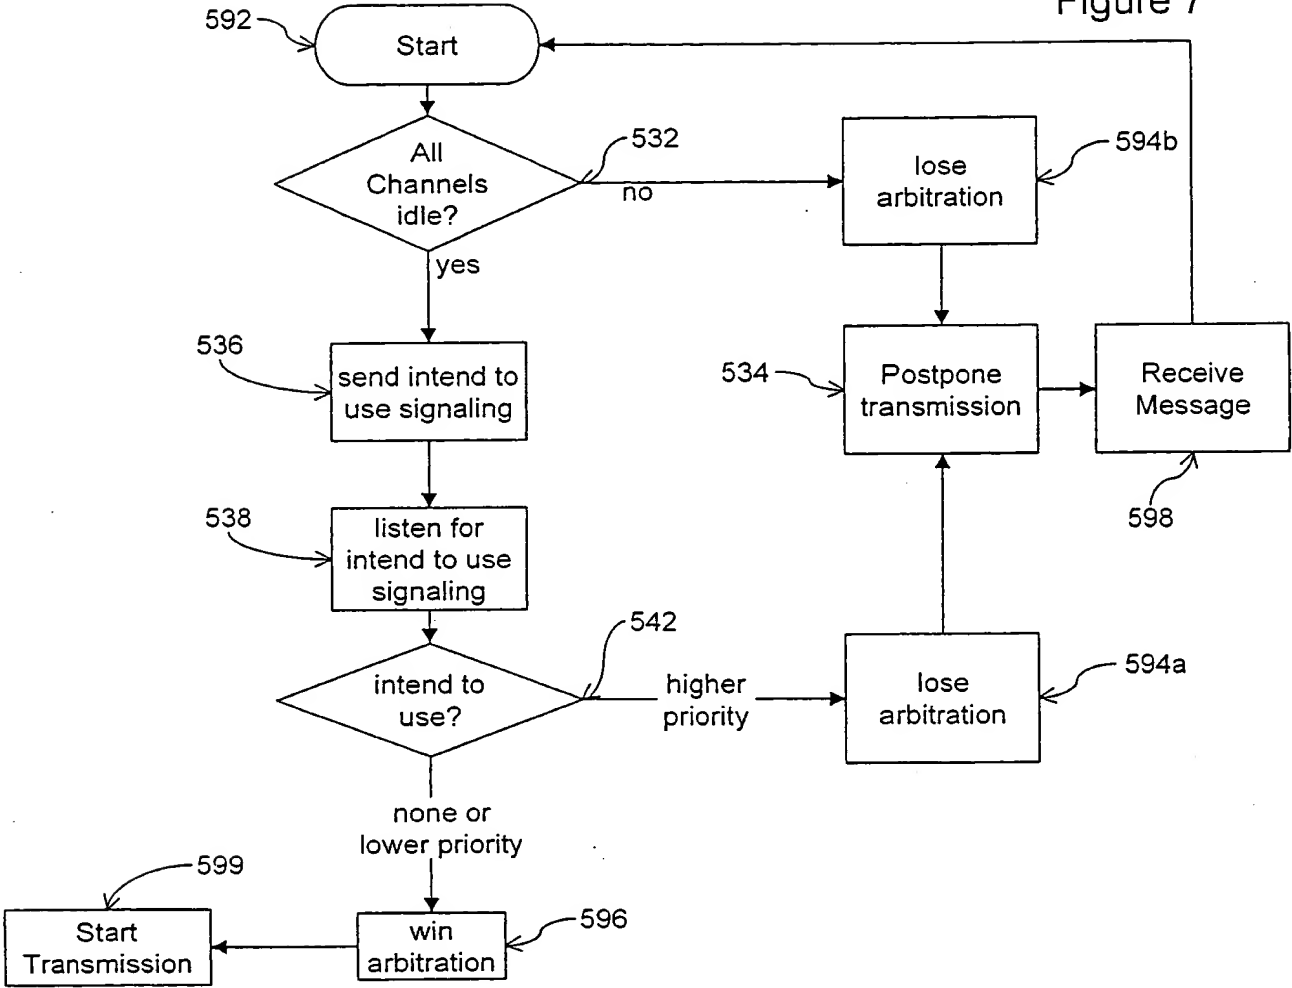 Figure 7
592
Start
All
Channels
idle?
532
no
594b
lose
arbitration
yes
536
send intend to
use signaling
534
Postpone
transmission
Receive
Message
598
538
listen for
intend to use
signaling
542
intend to
use?
higher
priority
594a
lose
arbitration
none or
lower priority
599
Start
Transmission
win
arbitration
596